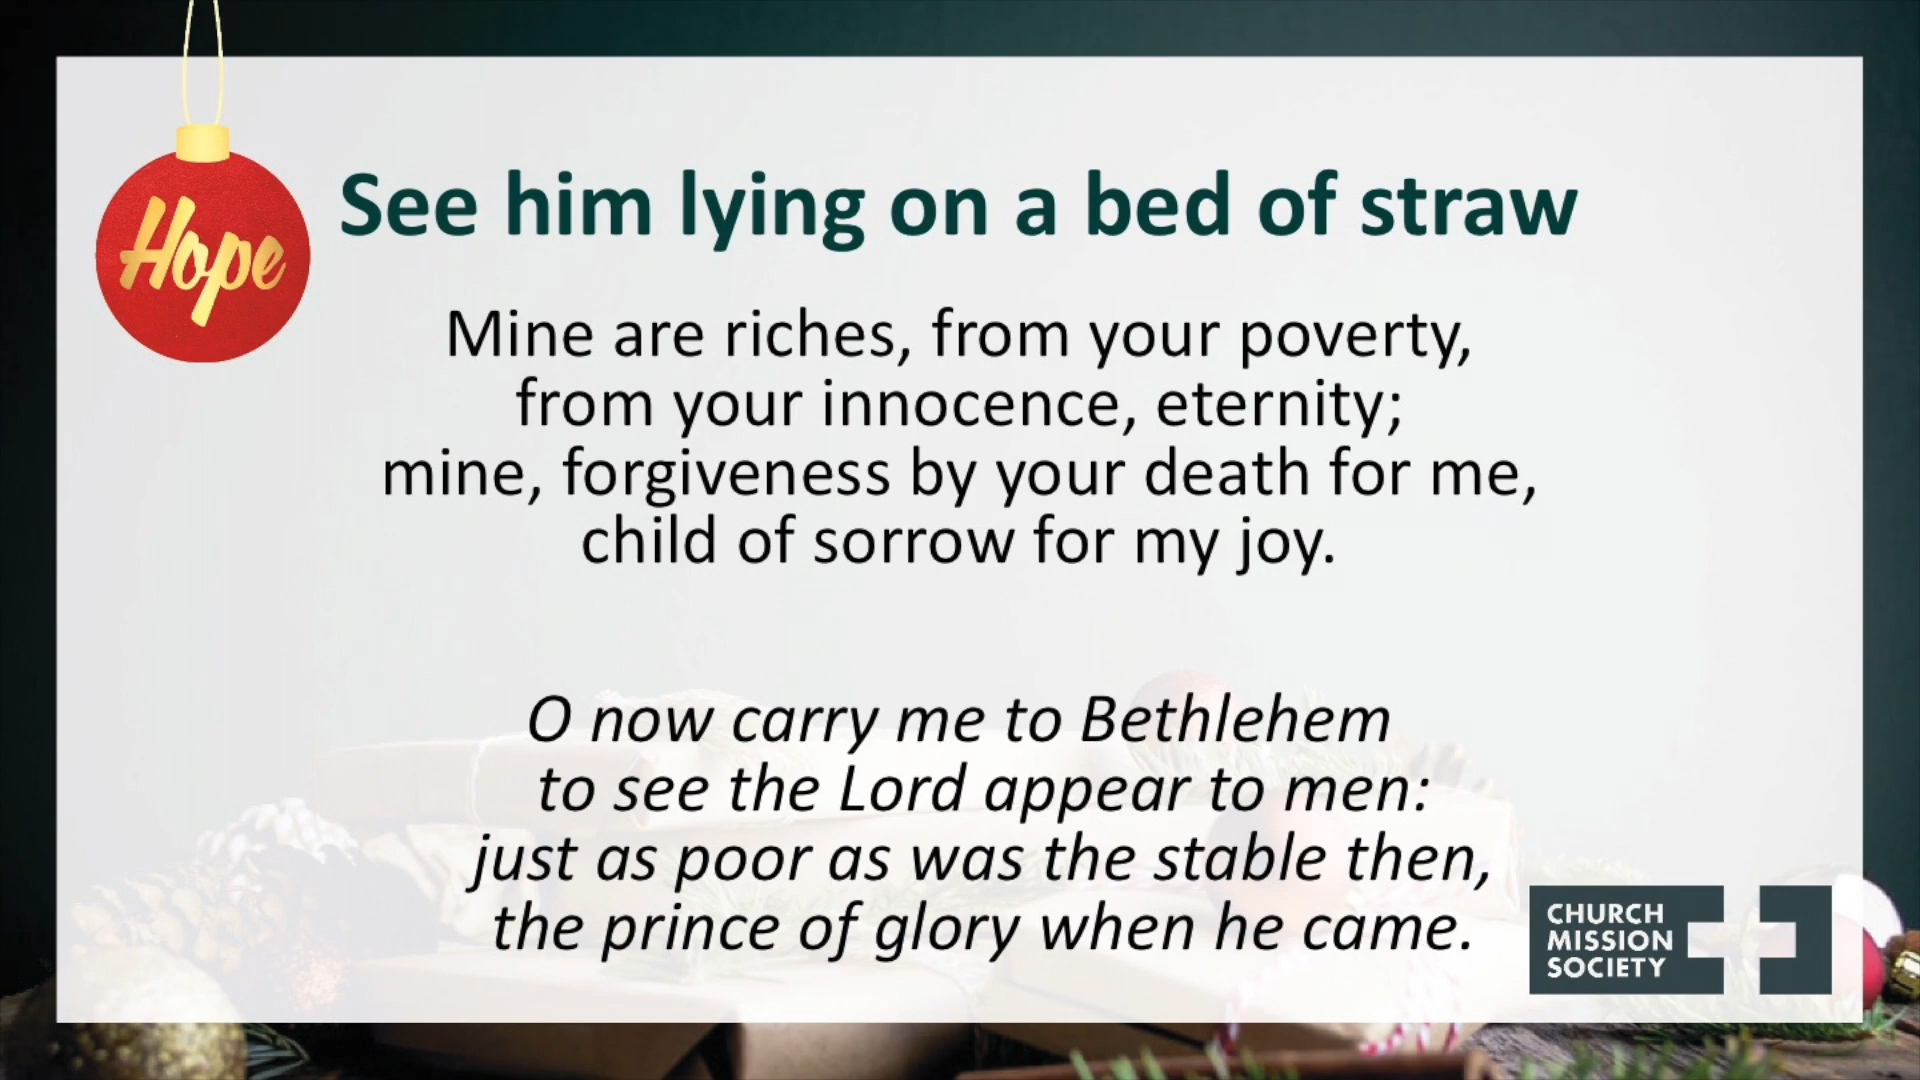 Hope
See him lying on a bed of straw
Mine are riches, from your poverty,
from your innocence, eternity;
mine, forgiveness by your death for me,
child of sorrow for my joy.
O now carry me to Bethlehem
to see the Lord appear to men:
just as poor as was the stable then,
the prince of glory when he came.
CHURCH
MISSION
SOCIETY